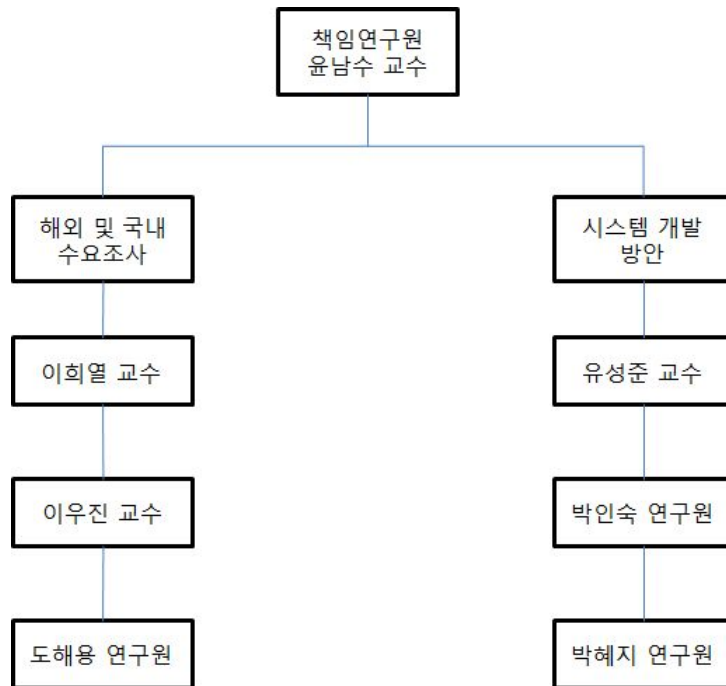 책임연구원
윤남수 교수
해외 및 국내
수요조사
시스템 개발
방안
이희열 교수
유성준 교수
이우진 교수
박인숙 연구원
도해용 연구원
박혜지 연구원